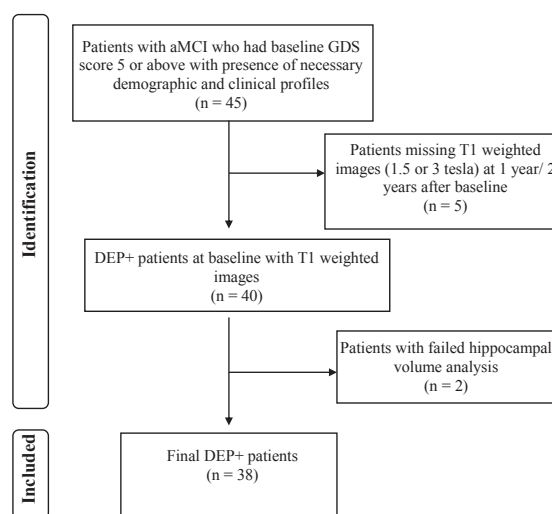 Patients with aMCI who had baseline GDS
score 5 or above with presence of necessary
demographic and clinical profiles
(n = 45)
Patients missing T1 weighted
images (1.5 or 3 tesla) at 1 year/ 2
years after baseline
(n = 5)
Identification
DEP+ patients at baseline with T1 weighted
images
(n = 40)
Patients with failed hippocampal
volume analysis
(n = 2)
Included
Final DEP+ patients
(n = 38)